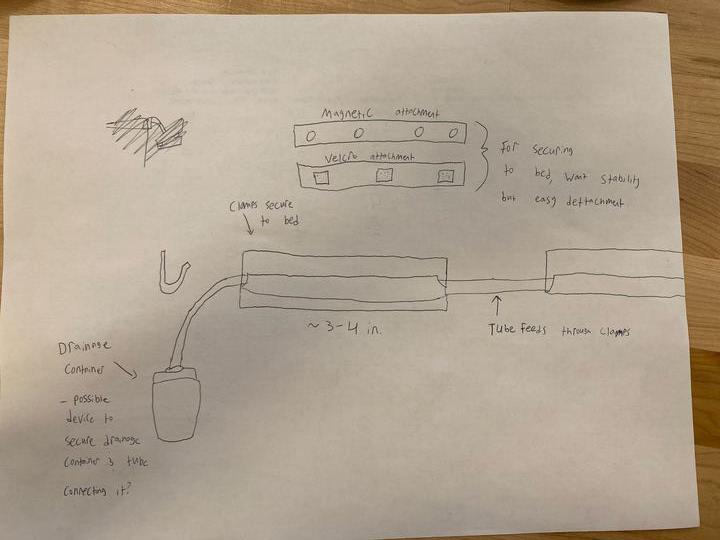 Magnetic attachment
Velcro attachment
For securing
to bed, want stability
but easy dettachment
Clamps secure
to bed
~ 3-4 in.
Tube feeds through clamps
Drainage
container
- possible
device to
secure drainage
container & tube
connecting it?